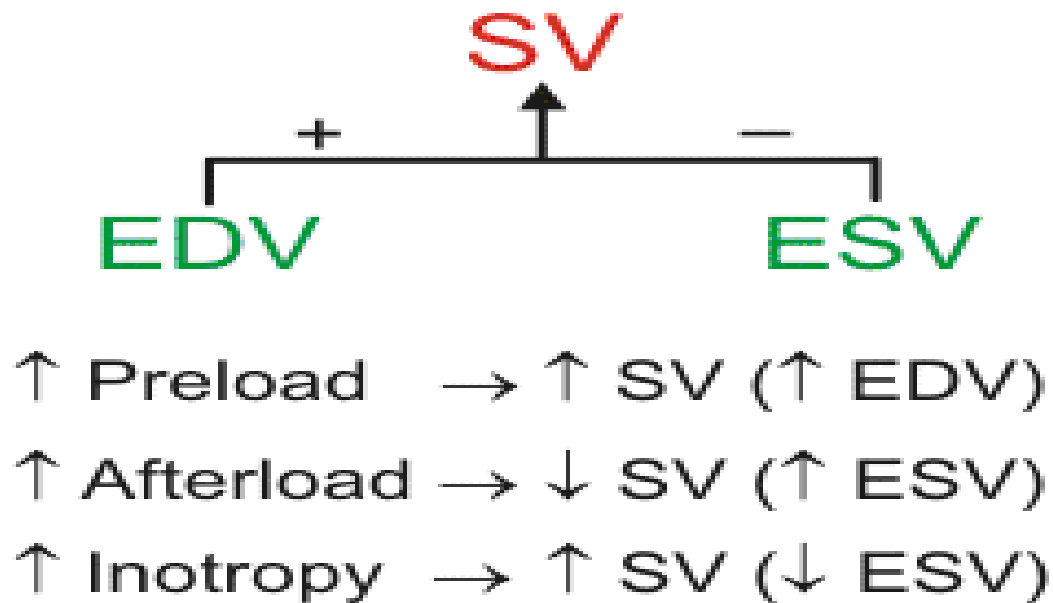 SV
+ —
EDV ESV
↑ Preload → ↑ SV (↑ EDV)
↑ Afterload → ↓ SV (↑ ESV)
↑ Inotropy → ↑ SV (↓ ESV)